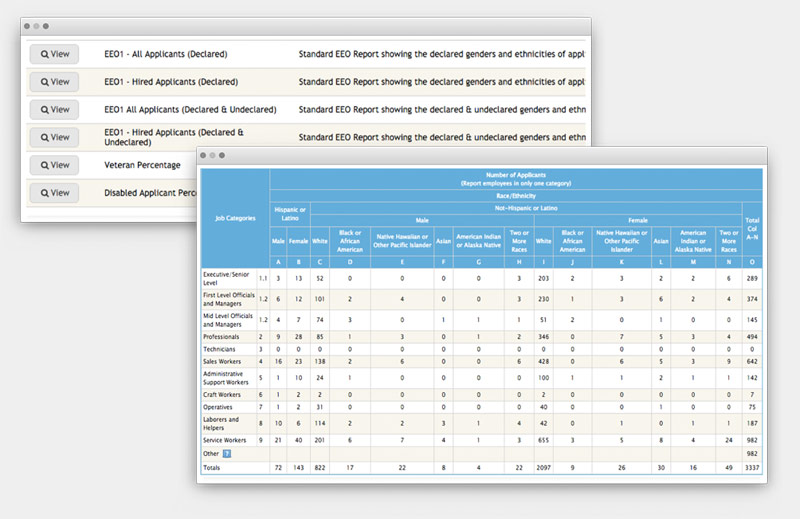 View EEO1 - All Applicants (Declared) Standard EEO Report showing the declared genders and ethnicities of appl
View EEO1 - Hired Applicants (Declared) Standard EEO Report showing the declared genders and ethnicities of appl
View EEO1 All Applicants (Declared & Undeclared) Standard EEO Report showing the declared & undeclared genders and ethn
View EEO1 - Hired Applicants (Declared &
Undeclared) Standard EEO Report showing the declared & undeclared genders and ethn
View Veteran Percentage
View Disabled Applicant Perc
Number of Applicants
(Report employees in only one category)
Race/Ethnicity
Job Categories
Hispanic or
Latino
Not-Hispanic or Latino
Male Female
Total
Col
A-N
Male Female White Black or
African
American Native Hawaiian or
Other Pacific Islander Asian American Indian
or Alaska Native Two or
More
Races White Black or
African
American Native Hawaiian or
Other Pacific
Islander Asian American
Indian or
Alaska Native Two or
More
Races
A B C D E F G H I J K L M N O
Executive/Senior
Level 1.1 3 13 52 0 0 0 0 3 203 2 3 2 2 6 289
First Level Officials
and Managers 1.2 6 12 101 2 4 0 0 3 230 1 3 6 2 4 374
Mid Level Officials
and Managers 1.2 4 7 74 3 0 1 1 1 51 2 0 1 0 0 145
Professionals 2 9 28 85 1 3 0 1 2 346 0 7 5 3 4 494
Technicians 3 0 0 0 0 0 0 0 0 0 0 0 0 0 0 0
Sales Workers 4 16 23 138 2 6 0 0 6 428 0 6 5 3 9 642
Administrative
Support Workers 5 1 10 24 1 0 0 0 0 100 1 1 2 1 1 142
Craft Workers 6 1 2 2 0 0 0 0 0 2 0 0 0 0 0 7
Operatives 7 1 2 31 0 0 0 0 0 40 0 0 1 0 0 75
Laborers and
Helpers 8 10 6 114 2 2 3 1 4 42 0 1 0 1 1 187
Service Workers 9 21 40 201 6 7 4 1 3 655 3 5 8 4 24 982
Other ? 982
Totals 72 143 822 17 22 8 4 22 2097 9 26 30 16 49 3337